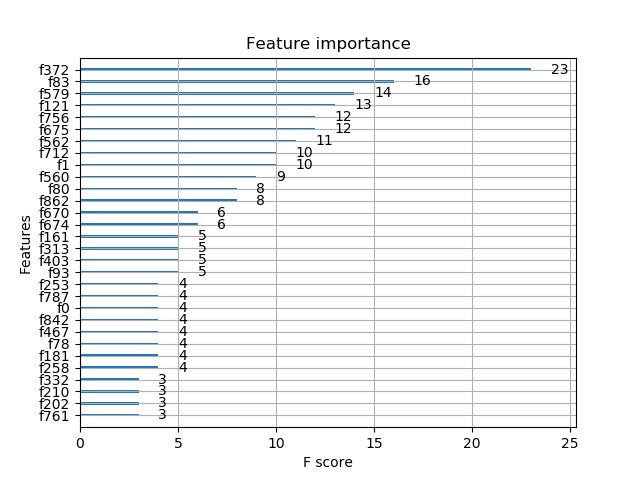 Feature importance
f372 23
f83 16
f579 14
f121 13
f756 12
f675 12
f562 11
f712 10
f1 10
f560 9
f80 8
f862 8
f670 6
f674 6
f161 5
f313 5
f403 5
f93 5
f253 4
f787 4
f0 4
f842 4
f467 4
f78 4
f181 4
f258 4
f332 3
f210 3
f202 3
f761 3
Features
0 5 10 15 20 25
F score